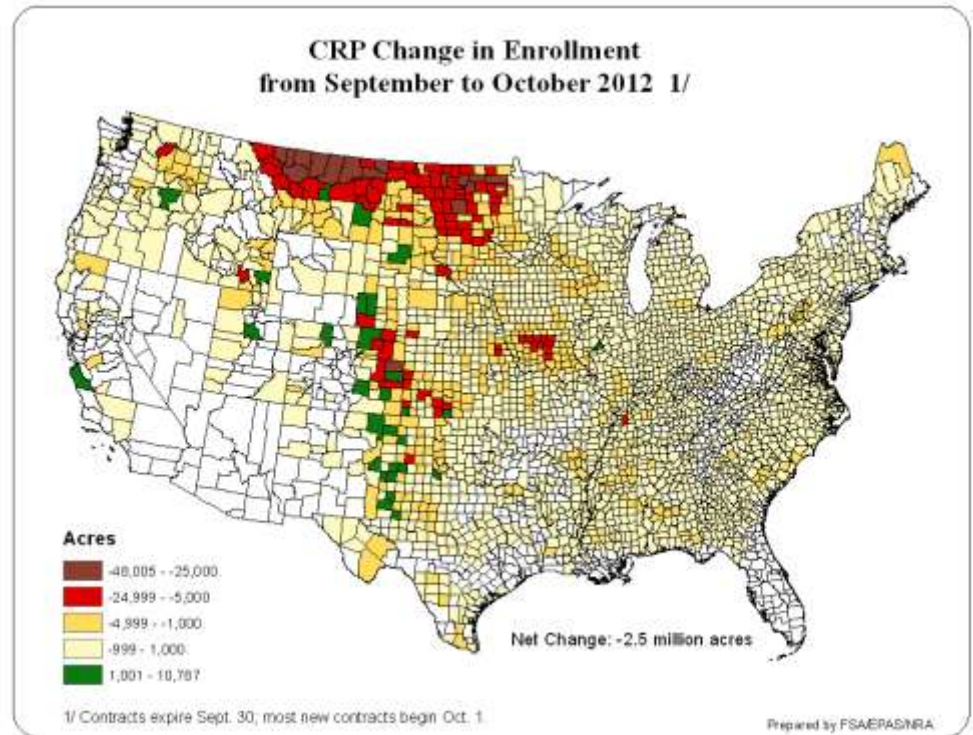 CRP Change in Enrollment
from September to October 2012 1/
Acres
-48,005 - -25,000
-24,999 - -5,000
-4,999 - -1,000
-999 - 1,000
1,001 - 10,787
Net Change: -2.5 million acres
1/ Contracts expire Sept. 30; most new contracts begin Oct. 1.
Prepared by FSA/EPAS/NRA